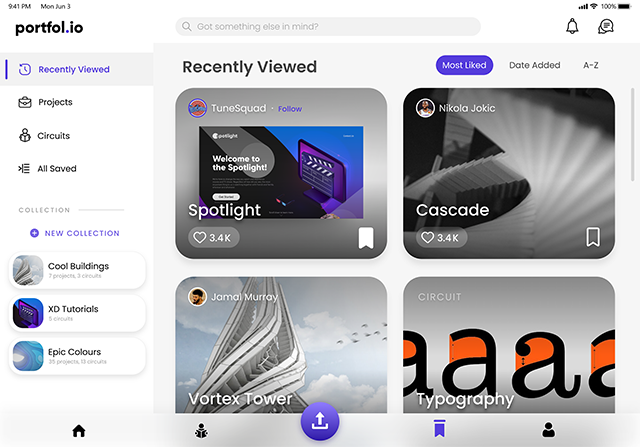 9:41 PM Mon Jun 3
100%
portfol.io
Got something else in mind?
Recently Viewed
Projects
Circuits
All Saved
COLLECTION
NEW COLLECTION
Cool Buildings
7 projects, 3 circuits
XD Tutorials
5 circuits
Epic Colours
35 projects, 13 circuits
Recently Viewed
Most Liked
Date Added
A-Z
TuneSquad · Follow
Spotlight
Welcome to
the Spotlight!
Get Started
Spotlight
3.4K
Nikola Jokic
Cascade
3.4K
Jamal Murray
Vortex Tower
CIRCUIT
aaaa
Typography